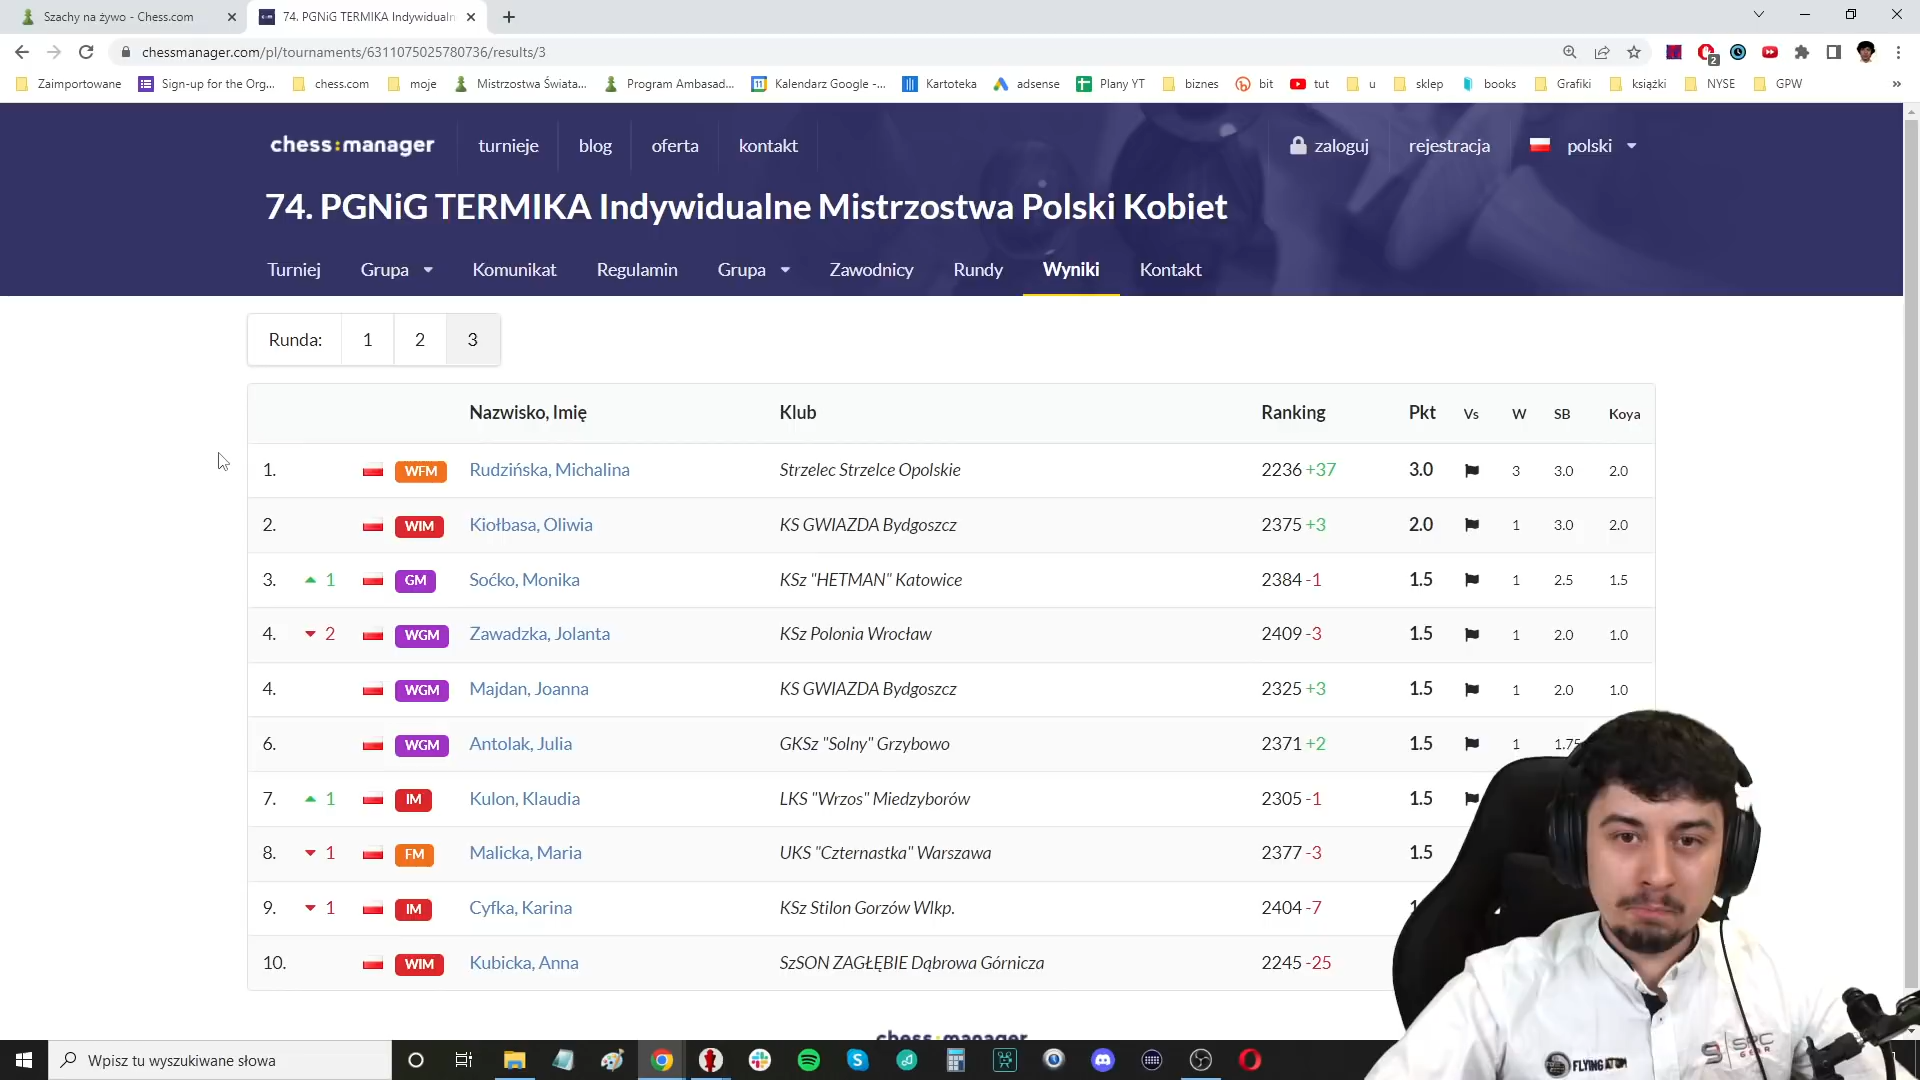 Szachy na żywo - Chess.com
74. PGNiG TERMIKA Indywidualn
chessmanager.com/pl/tournaments/6311075025780736/results/3
2
Zaimportowane
Sign-up for the Org...
chess.com
moje
Mistrzostwa Świata...
Program Ambasad...
Kalendarz Google -...
Kartoteka
adsense
Plany YT
biznes
bit
tut
u
sklep
books
Grafiki
książki
NYSE
GPW
»
chess:manager
turnieje
blog
oferta
kontakt
zaloguj
rejestracja
polski
74. PGNiG TERMIKA Indywidualne Mistrzostwa Polski Kobiet
Turniej
Grupa
Komunikat
Regulamin
Grupa
Zawodnicy
Rundy
Wyniki
Kontakt
Runda: 1 2 3
Nazwisko, Imię Klub Ranking Pkt Vs W SB Koya
1. WFM Rudzińska, Michalina Strzelec Strzelce Opolskie 2236 +37 3.0 3 3.0 2.0
2. WIM Kiołbasa, Oliwia KS GWIAZDA Bydgoszcz 2375 +3 2.0 1 3.0 2.0
3. 1 GM Soćko, Monika KSz "HETMAN" Katowice 2384 -1 1.5 1 2.5 1.5
4. 2 WGM Zawadzka, Jolanta KSz Polonia Wrocław 2409 -3 1.5 1 2.0 1.0
4. WGM Majdan, Joanna KS GWIAZDA Bydgoszcz 2325 +3 1.5 1 2.0 1.0
6. WGM Antolak, Julia GKSz "Solny" Grzybowo 2371 +2 1.5 1 1.75
7. 1 IM Kulon, Klaudia LKS "Wrzos" Miedzyborów 2305 -1 1.5
8. 1 FM Malicka, Maria UKS "Czternastka" Warszawa 2377 -3 1.5
9. 1 IM Cyfka, Karina KSz Stilon Gorzów Wlkp. 2404 -7
10. WIM Kubicka, Anna SzSON ZAGŁĘBIE Dąbrowa Górnicza 2245 -25
chess:manager
Wpisz tu wyszukiwane słowa
FLYING ATOM
SPC
GEAR